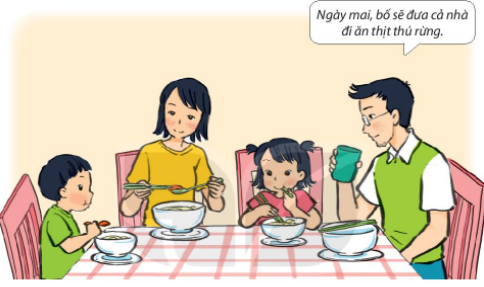 Ngày mai, bố sẽ đưa cả nhà
đi ăn thịt thú rừng.